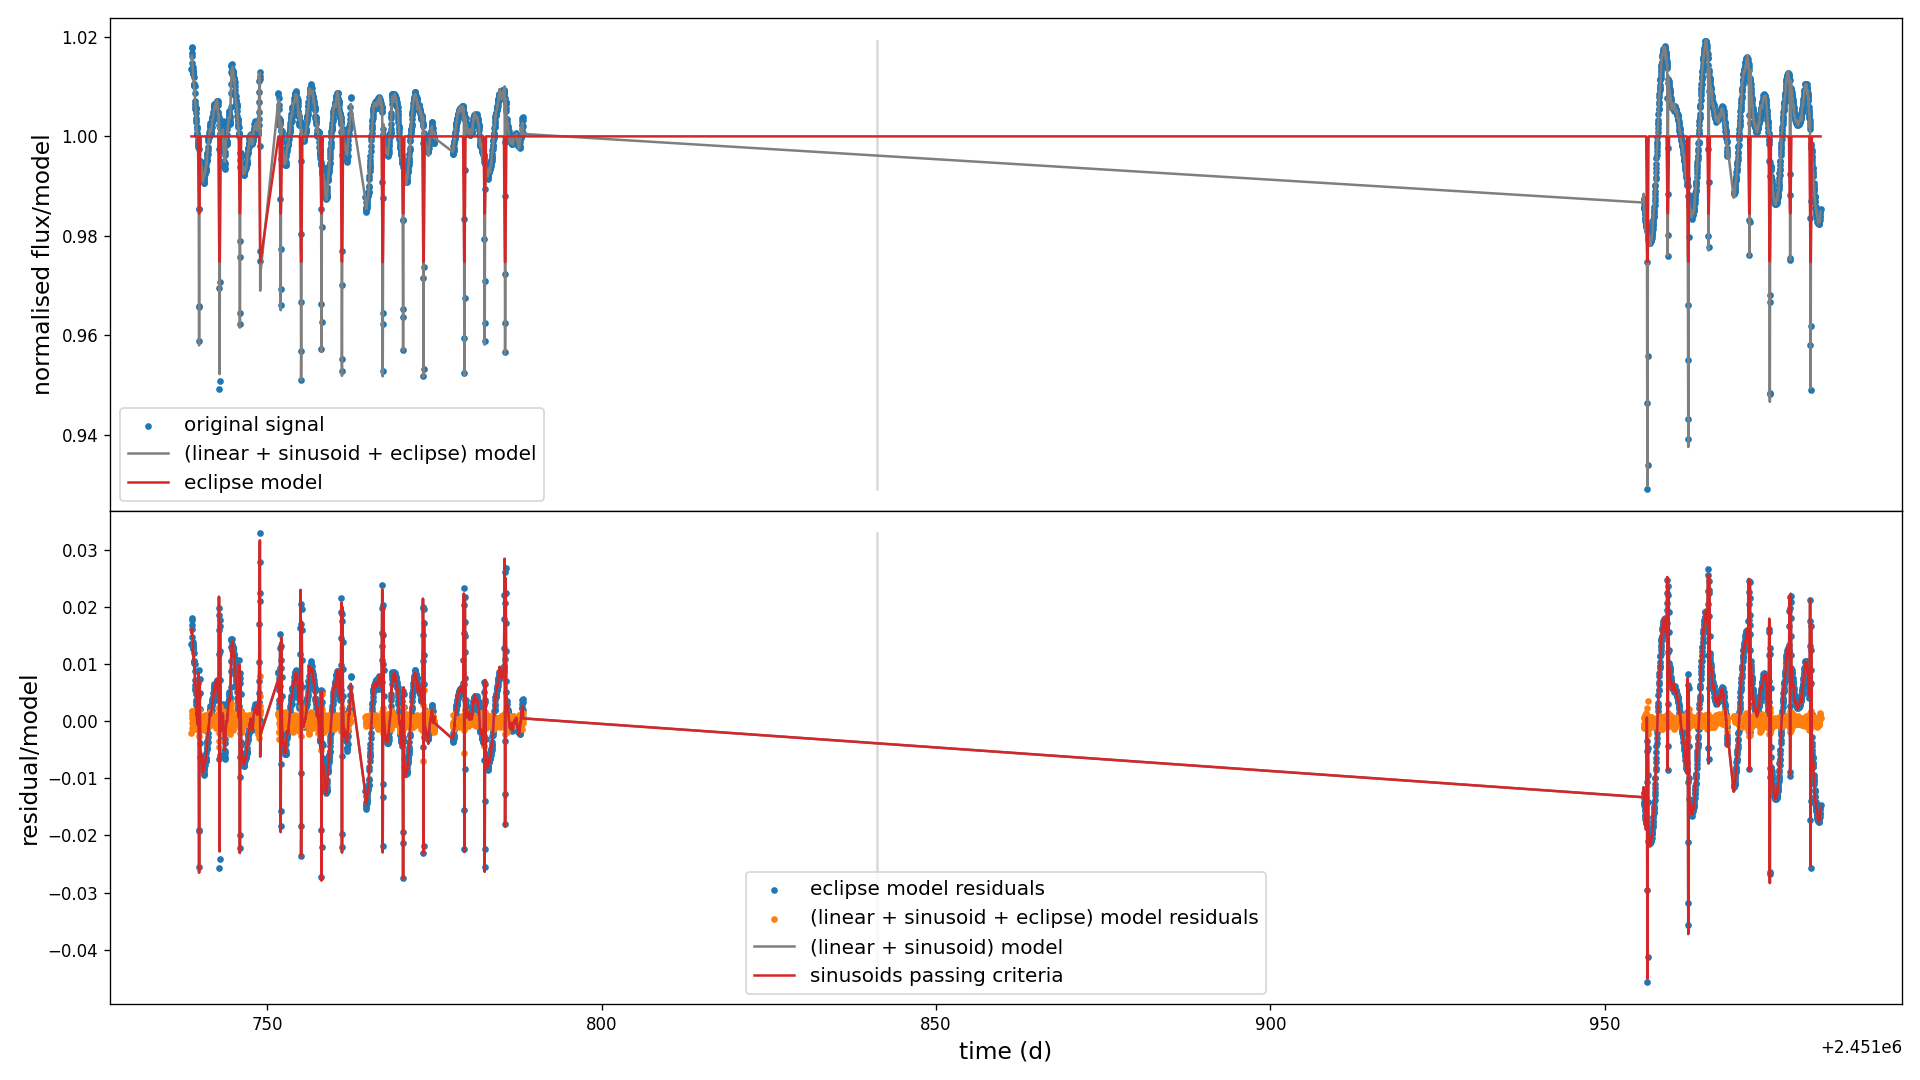 1.02
1.00
0.98
0.96
0.94
normalised flux/model
original signal
(linear + sinusoid + eclipse) model
eclipse model
0.03
0.02
0.01
0.00
−0.01
−0.02
−0.03
−0.04
residual/model
eclipse model residuals
(linear + sinusoid + eclipse) model residuals
(linear + sinusoid) model
sinusoids passing criteria
750 800 850 900 950
time (d)
+2.451e6